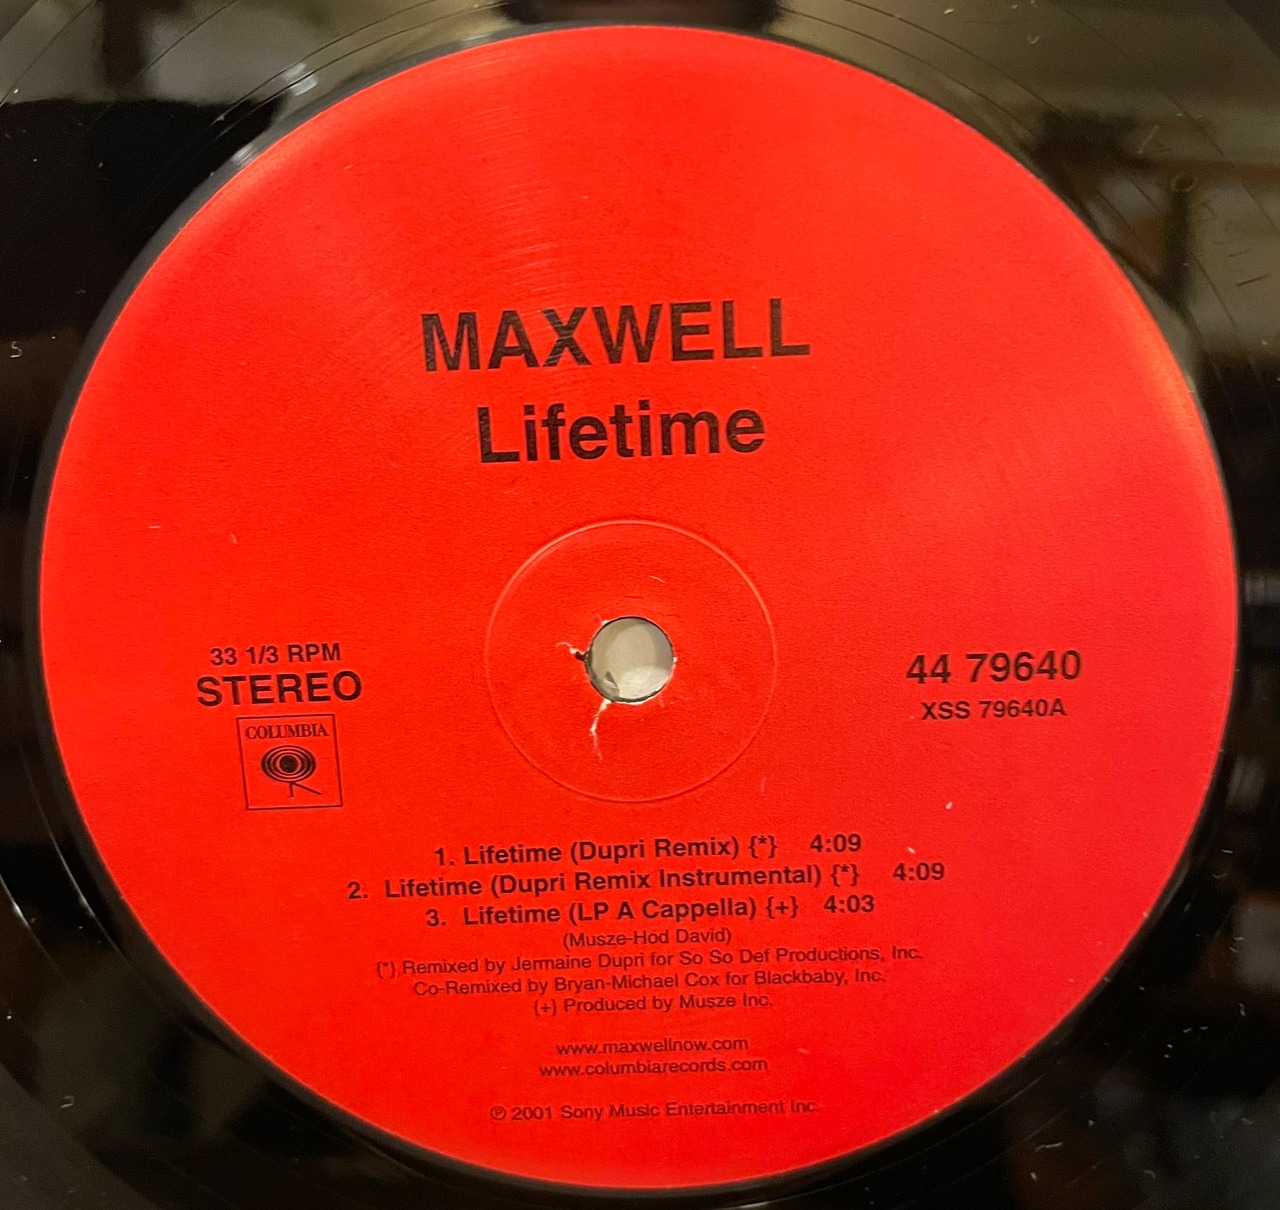 MAXWELL
Lifetime
33 1/3 RPM
STEREO
COLUMBIA
44 79640
XSS 79640A
1. Lifetime (Dupri Remix) {*} 4:09
2. Lifetime (Dupri Remix Instrumental) {*} 4:09
3. Lifetime (LP A Cappella) {+} 4:03
(Musze-Hod David)
{*} Remixed by Jermaine Dupri for So So Def Productions, Inc.
Co-Remixed by Bryan-Michael Cox for Blackbaby, Inc.
{+} Produced by Musze Inc.
www.maxwellnow.com
www.columbiarecords.com
℗ 2001 Sony Music Entertainment Inc.